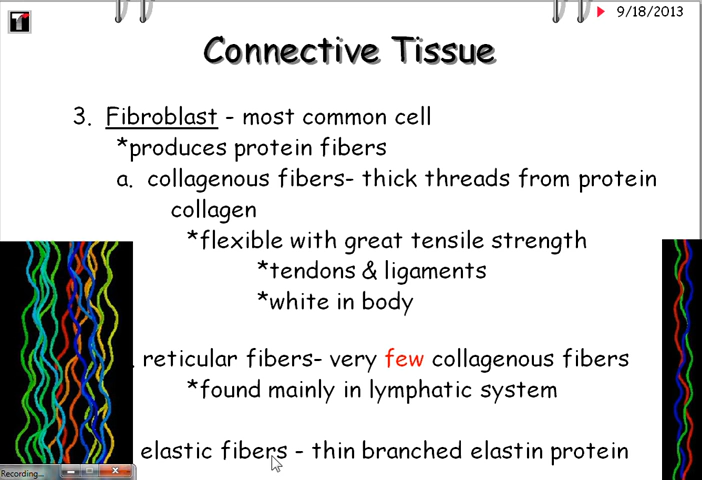 9/18/2013
Connective Tissue
3. Fibroblast - most common cell
*produces protein fibers
a. collagenous fibers- thick threads from protein
collagen
*flexible with great tensile strength
*tendons & ligaments
*white in body
. reticular fibers- very few collagenous fibers
*found mainly in lymphatic system
elastic fibers - thin branched elastin protein
Recording...